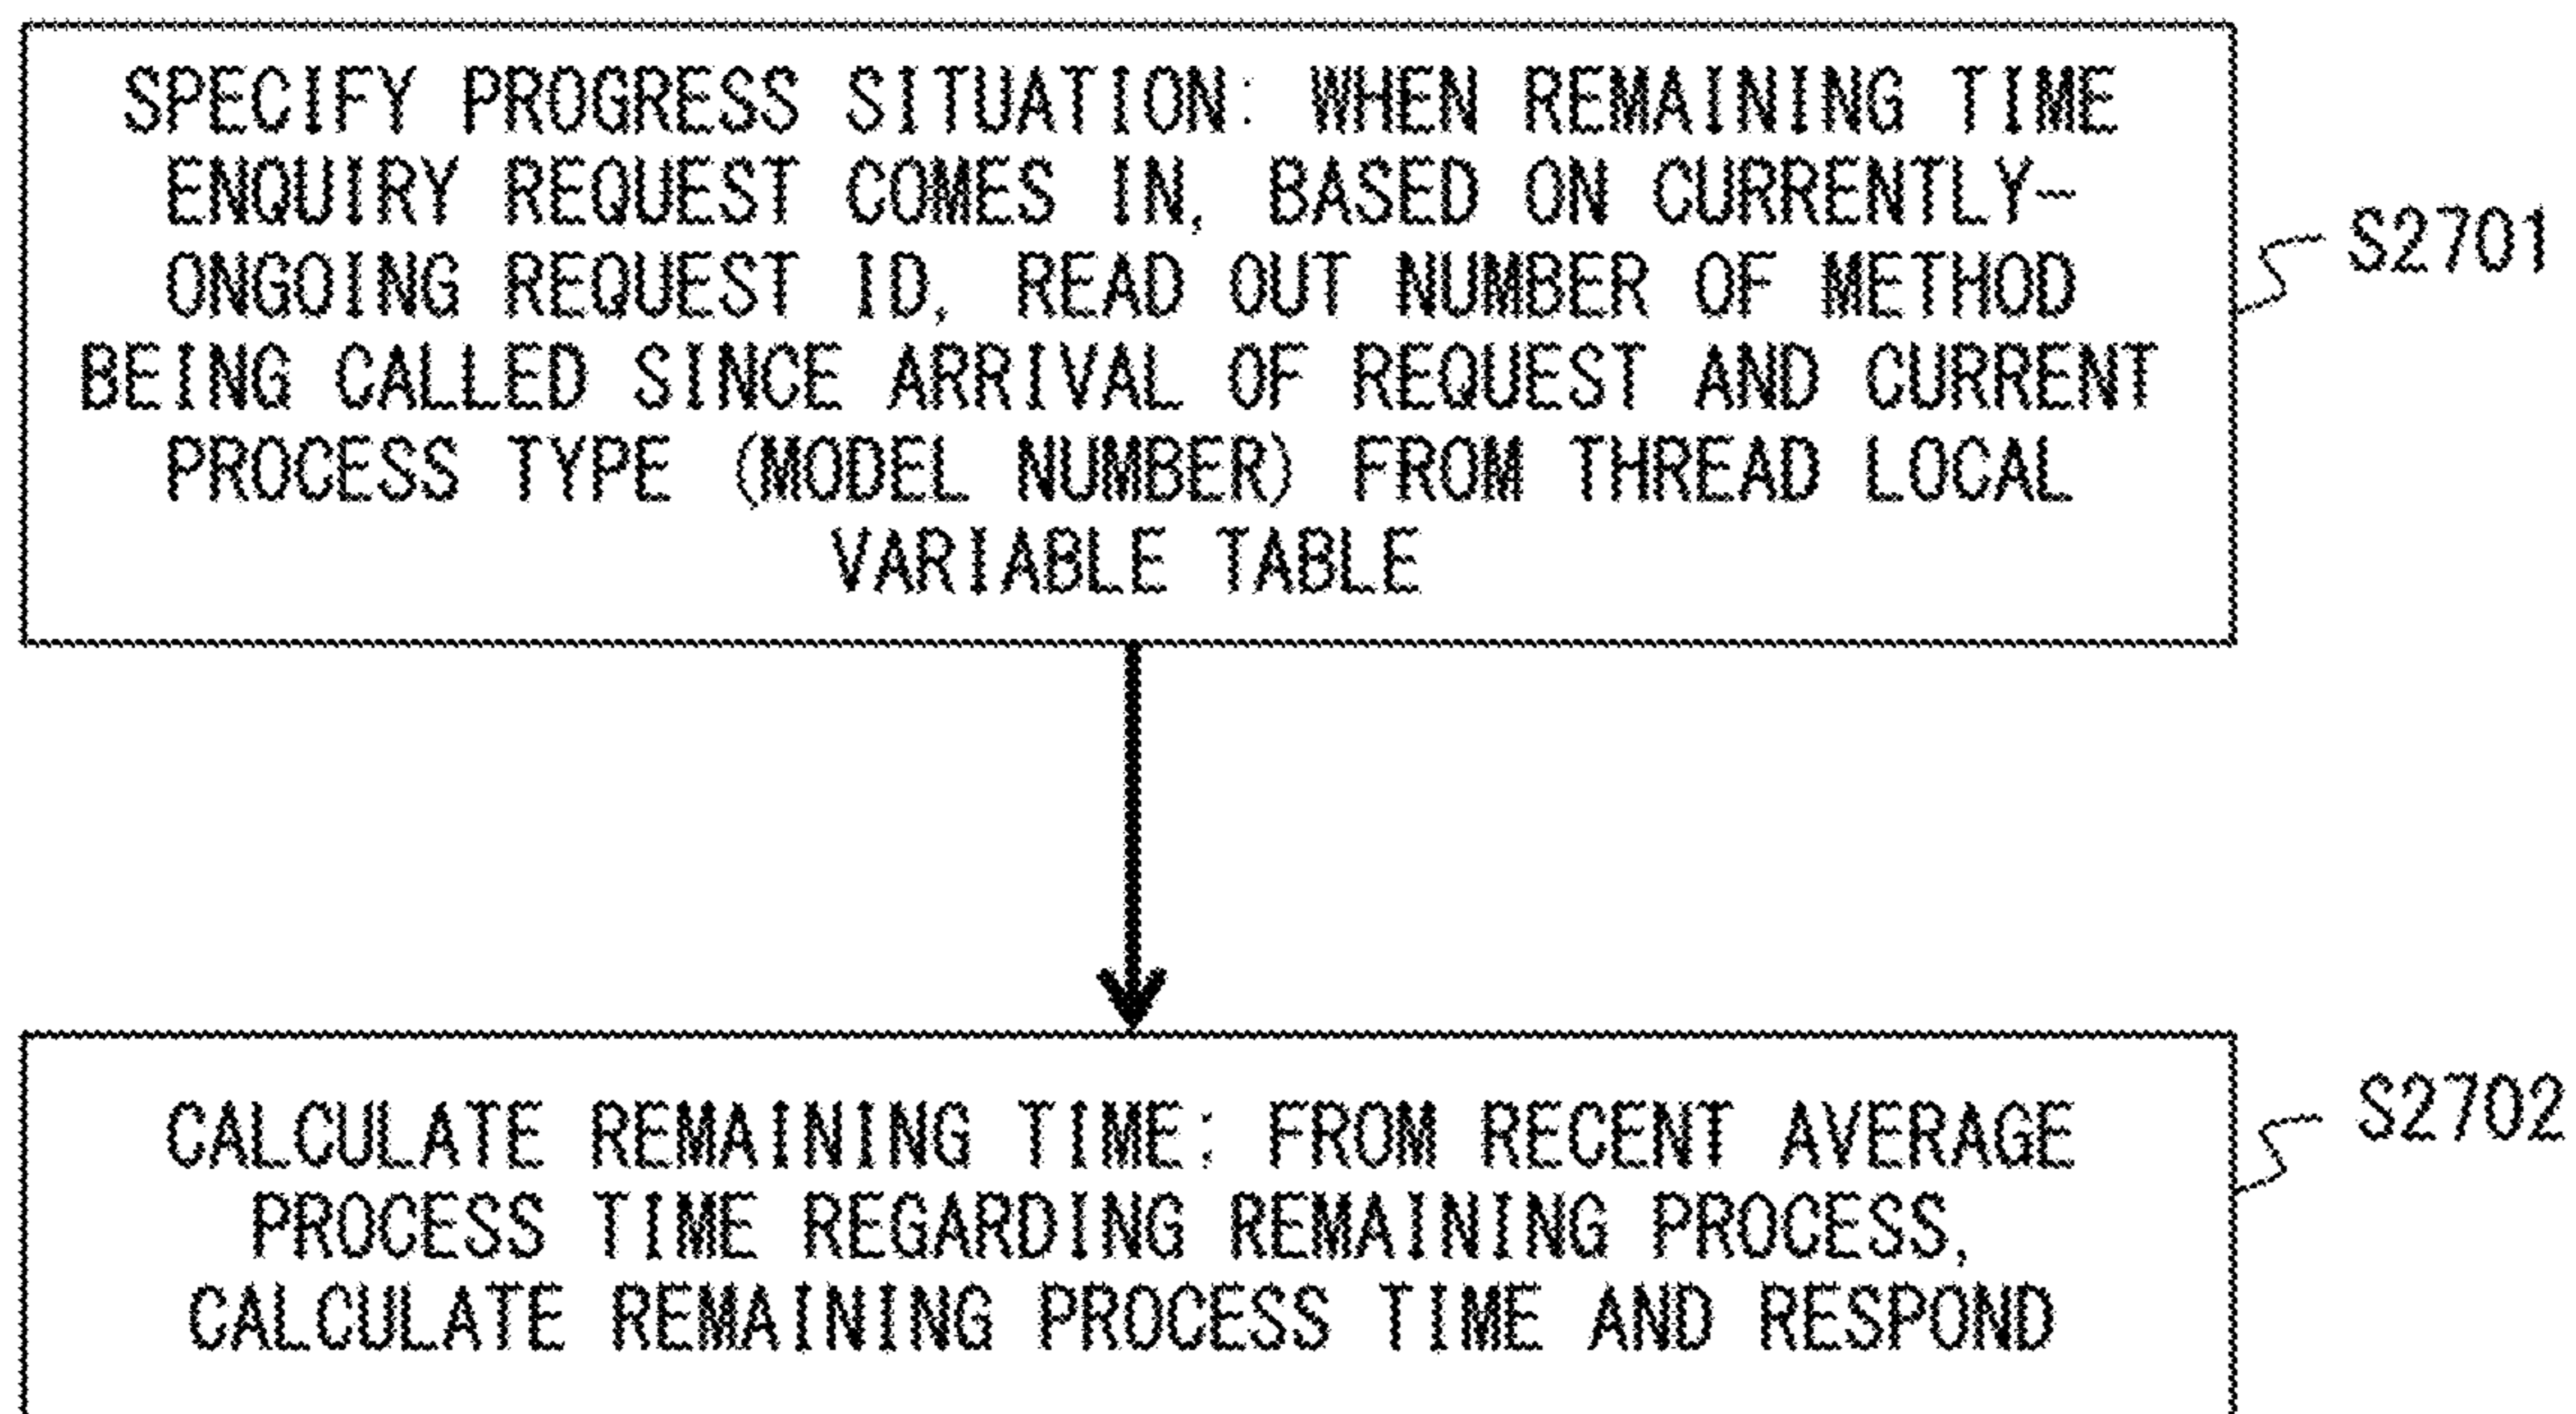 SPECIFY PROGRESS SITUATION: WHEN REMAINING TIME
ENQUIRY REQUEST COMES IN, BASED ON CURRENTLY-
ONGOING REQUEST ID, READ OUT NUMBER OF METHOD
BEING CALLED SINCE ARRIVAL OF REQUEST AND CURRENT
PROCESS TYPE (MODEL NUMBER) FROM THREAD LOCAL
VARIABLE TABLE
S2701
CALCULATE REMAINING TIME: FROM RECENT AVERAGE
PROCESS TIME REGARDING REMAINING PROCESS,
CALCULATE REMAINING PROCESS TIME AND RESPOND
S2702